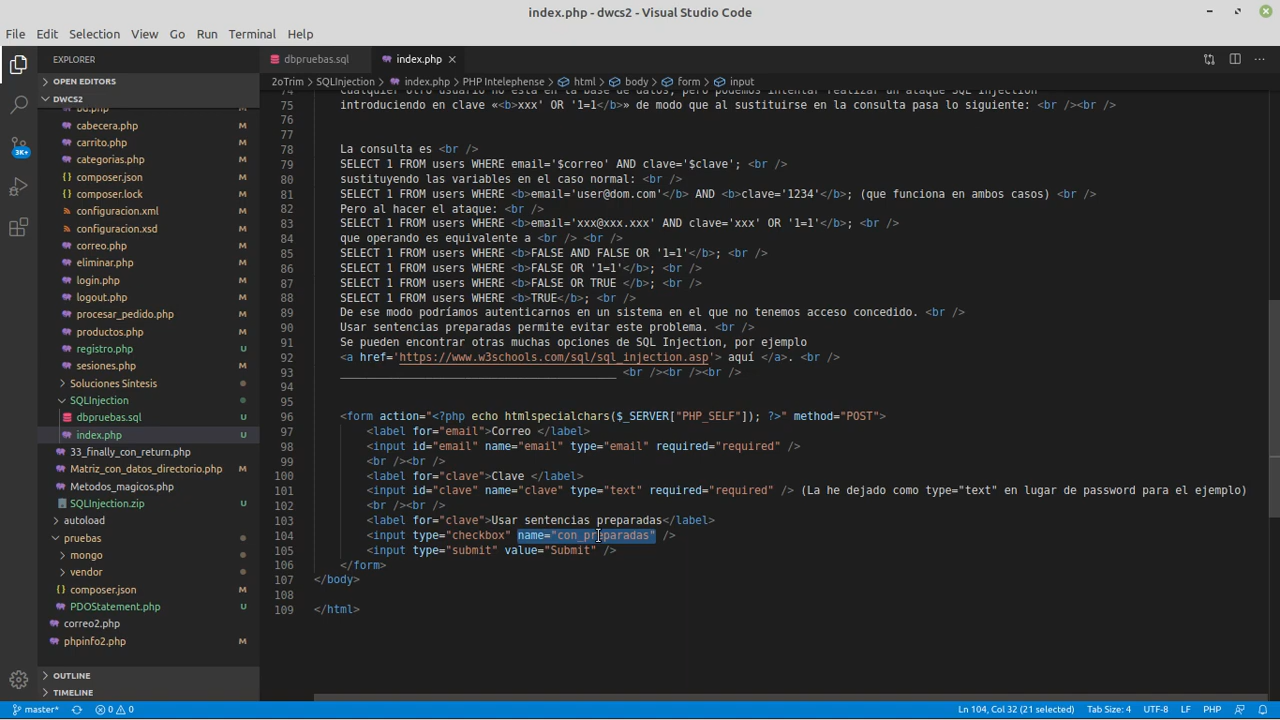 index.php - dwcs2 - Visual Studio Code
File Edit Selection View Go Run Terminal Help
EXPLORER
OPEN EDITORS
DWCS2
cabecera.php M
carrito.php M
categorias.php M
composer.json M
composer.lock M
configuracion.xml M
configuracion.xsd M
correo.php M
eliminar.php M
login.php M
logout.php M
procesar_pedido.php M
productos.php M
registro.php U
sesiones.php M
Soluciones Sintesis
SQLInjection
dbpruebas.sql U
index.php U
33_finally_con_return.php M
Matriz_con_datos_directorio.php M
Metodos_magicos.php M
SQLInjection.zip U
autoload
pruebas
mongo
vendor
composer.json M
PDOStatement.php U
correo2.php M
phpinfo2.php M
OUTLINE
TIMELINE
dbpruebas.sql index.php
2oTrim > SQLInjection > index.php > PHP Intelephense > html > body > form > input
74 Cualquier otro usuario no está en la base de datos, pero podemos intentar realizar un ataque SQL Injection
75 introduciendo en clave «<b>xxx' OR '1=1</b>» de modo que al sustituirse en la consulta pasa lo siguiente: <br /><br />
76
77
78 La consulta es <br />
79 SELECT 1 FROM users WHERE email='$correo' AND clave='$clave'; <br />
80 sustituyendo las variables en el caso normal: <br />
81 SELECT 1 FROM users WHERE <b>email='user@dom.com'</b> AND <b>clave='1234'</b>; (que funciona en ambos casos) <br />
82 Pero al hacer el ataque: <br />
83 SELECT 1 FROM users WHERE <b>email='xxx@xxx.xxx' AND clave='xxx' OR '1=1'</b>; <br />
84 que operando es equivalente a <br /> <br />
85 SELECT 1 FROM users WHERE <b>FALSE AND FALSE OR '1=1'</b>; <br />
86 SELECT 1 FROM users WHERE <b>FALSE OR '1=1'</b>; <br />
87 SELECT 1 FROM users WHERE <b>FALSE OR TRUE </b>; <br />
88 SELECT 1 FROM users WHERE <b>TRUE</b>; <br />
89 De ese modo podríamos autenticarnos en un sistema en el que no tenemos acceso concedido. <br />
90 Usar sentencias preparadas permite evitar este problema. <br />
91 Se pueden encontrar otras muchas opciones de SQL Injection, por ejemplo
92 <a href='https://www.w3schools.com/sql/sql_injection.asp'> aquí </a>. <br />
93 __________________________________________ <br /><br /><br />
94
95
96 <form action="<?php echo htmlspecialchars($_SERVER["PHP_SELF"]); ?>" method="POST">
97 <label for="email">Correo </label>
98 <input id="email" name="email" type="email" required="required" />
99 <br /><br />
100 <label for="clave">Clave </label>
101 <input id="clave" name="clave" type="text" required="required" /> (La he dejado como type="text" en lugar de password para el ejemplo)
102 <br /><br />
103 <label for="clave">Usar sentencias preparadas</label>
104 <input type="checkbox" name="con_preparadas" />
105 <input type="submit" value="Submit" />
106 </form>
107 </body>
108
109 </html>
3K+
master* 0 0 Ln 104, Col 32 (21 selected) Tab Size: 4 UTF-8 LF PHP